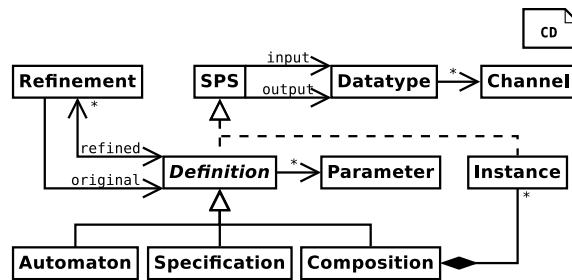 CD
input
Refinement SPS Datatype * Channel
output
*
refined
Definition * Parameter Instance
original
*
Automaton Specification Composition